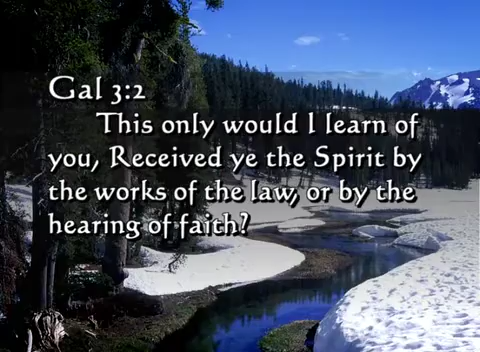 Gal 3:2
This only would I learn of
you, Received ye the Spirit by
the works of the law, or by the
hearing of faith?